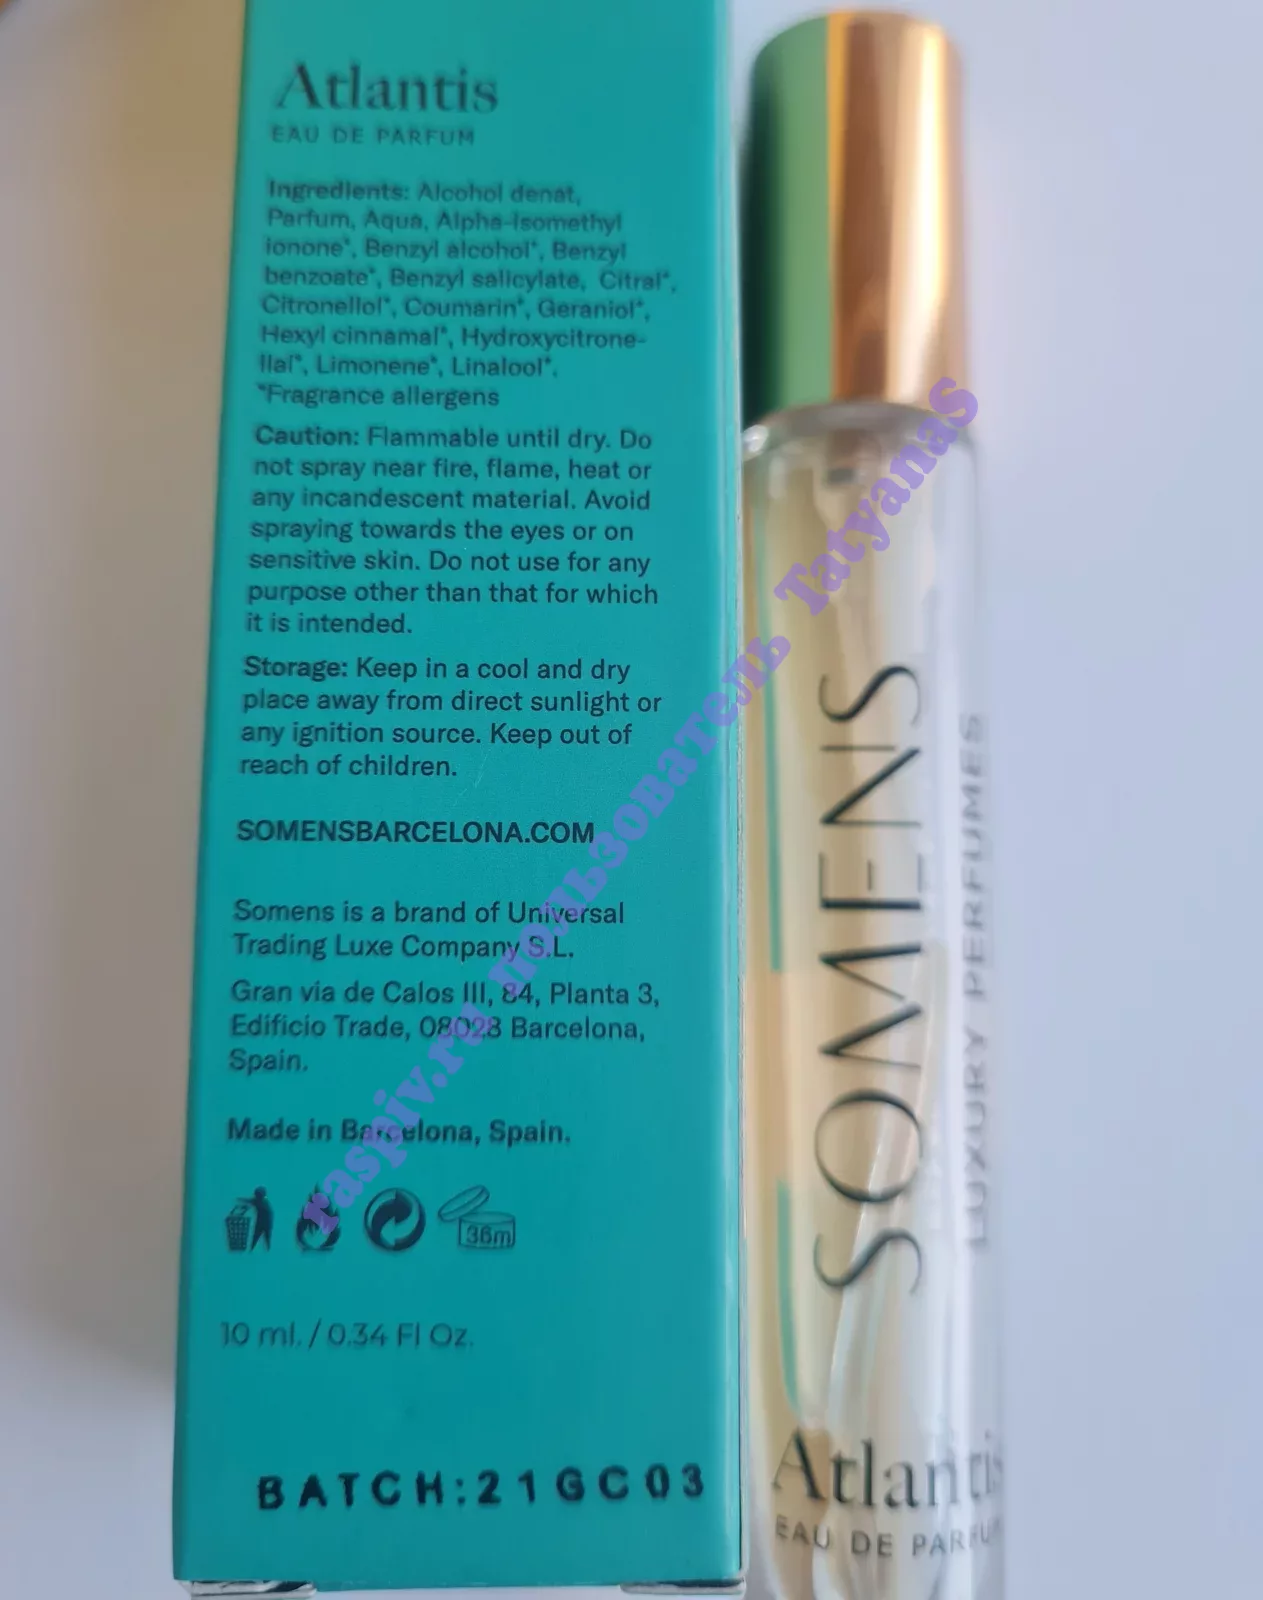 Atlantis
EAU DE PARFUM
Ingredients: Alcohol denat,
Parfum, Aqua, Alpha-Isomethyl
ionone*, Benzyl alcohol*, Benzyl
benzoate*, Benzyl salicylate, Citral*,
Citronellol*, Coumarin*, Geraniol*,
Hexyl cinnamal*, Hydroxycitrone-
llal*, Limonene*, Linalool*.
*Fragrance allergens
Caution: Flammable until dry. Do
not spray near fire, flame, heat or
any incandescent material. Avoid
spraying towards the eyes or on
sensitive skin. Do not use for any
purpose other than that for which
it is intended.
Storage: Keep in a cool and dry
place away from direct sunlight or
any ignition source. Keep out of
reach of children.
SOMENSBARCELONA.COM
Somens is a brand of Universal
Trading Luxe Company S.L.
Gran via de Calos III, 84, Planta 3,
Edificio Trade, 08028 Barcelona,
Spain.
Made in Barcelona, Spain.
36m
10 ml. / 0.34 Fl Oz.
BATCH:21GC03
SOMENS
LUXURY PERFUMES
Atlantis
EAU DE PARFUM
raspiv.ru пользователь TatyanaS